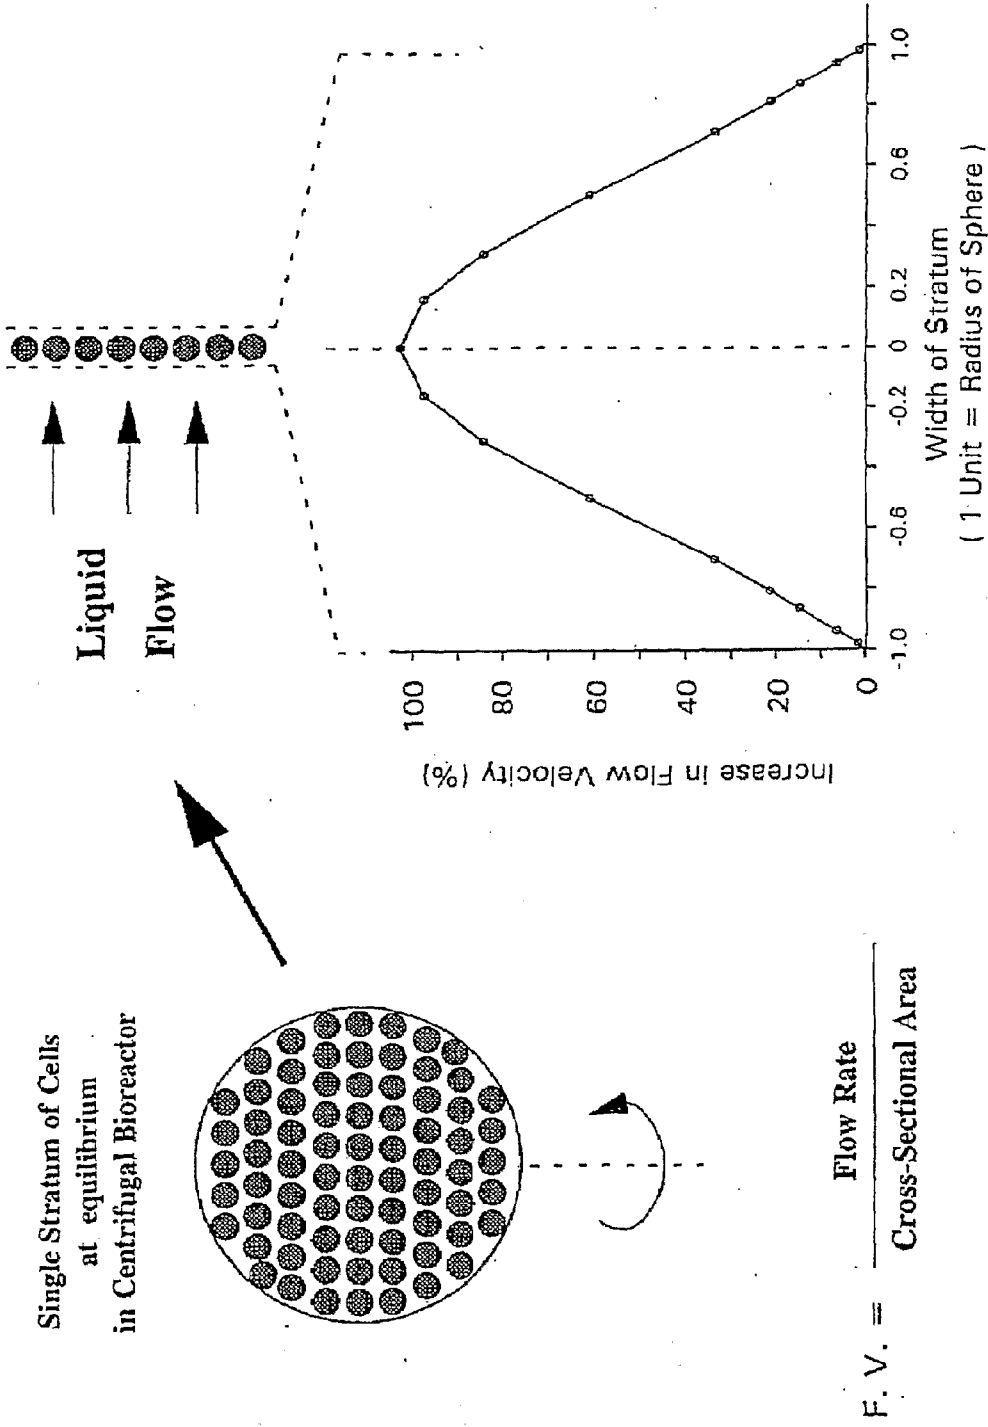 Single Stratum of Cells
at equilibrium
in Centrifugal Bioreactor
Liquid
Flow
Increase in Flow Velocity (%)
100
80
60
40
20
0
-1.0
-0.6
-0.2
0
0.2
0.6
1.0
Width of Stratum
( 1 Unit = Radius of Sphere )
F. V. =
Flow Rate
Cross-Sectional Area